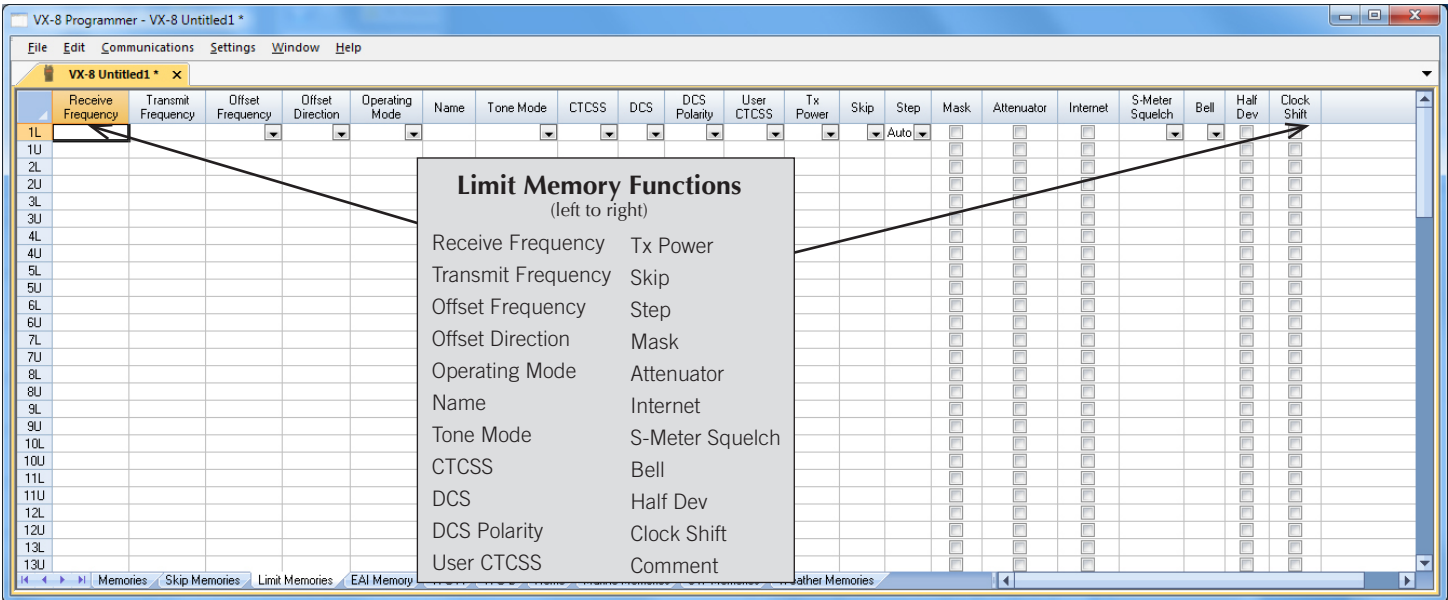 VX-8 Programmer - VX-8 Untitled1 *
File Edit Communications Settings Window Help
VX-8 Untitled1 * x
Receive Frequency Transmit Frequency Offset Frequency Offset Direction Operating Mode Name Tone Mode CTCSS DCS DCS Polarity User CTCSS Tx Power Skip Step Mask Attenuator Internet S-Meter Squelch Bell Half Dev Clock Shift
1L Auto
1U
2L
2U
3L
3U
4L
4U
5L
5U
6L
6U
7L
7U
8L
8U
9L
9U
10L
10U
11L
11U
12L
12U
13L
13U
Limit Memory Functions
(left to right)
Receive Frequency
Transmit Frequency
Offset Frequency
Offset Direction
Operating Mode
Name
Tone Mode
CTCSS
DCS
DCS Polarity
User CTCSS
Tx Power
Skip
Step
Mask
Attenuator
Internet
S-Meter Squelch
Bell
Half Dev
Clock Shift
Comment
Memories Skip Memories Limit Memories EAI Memory Memories